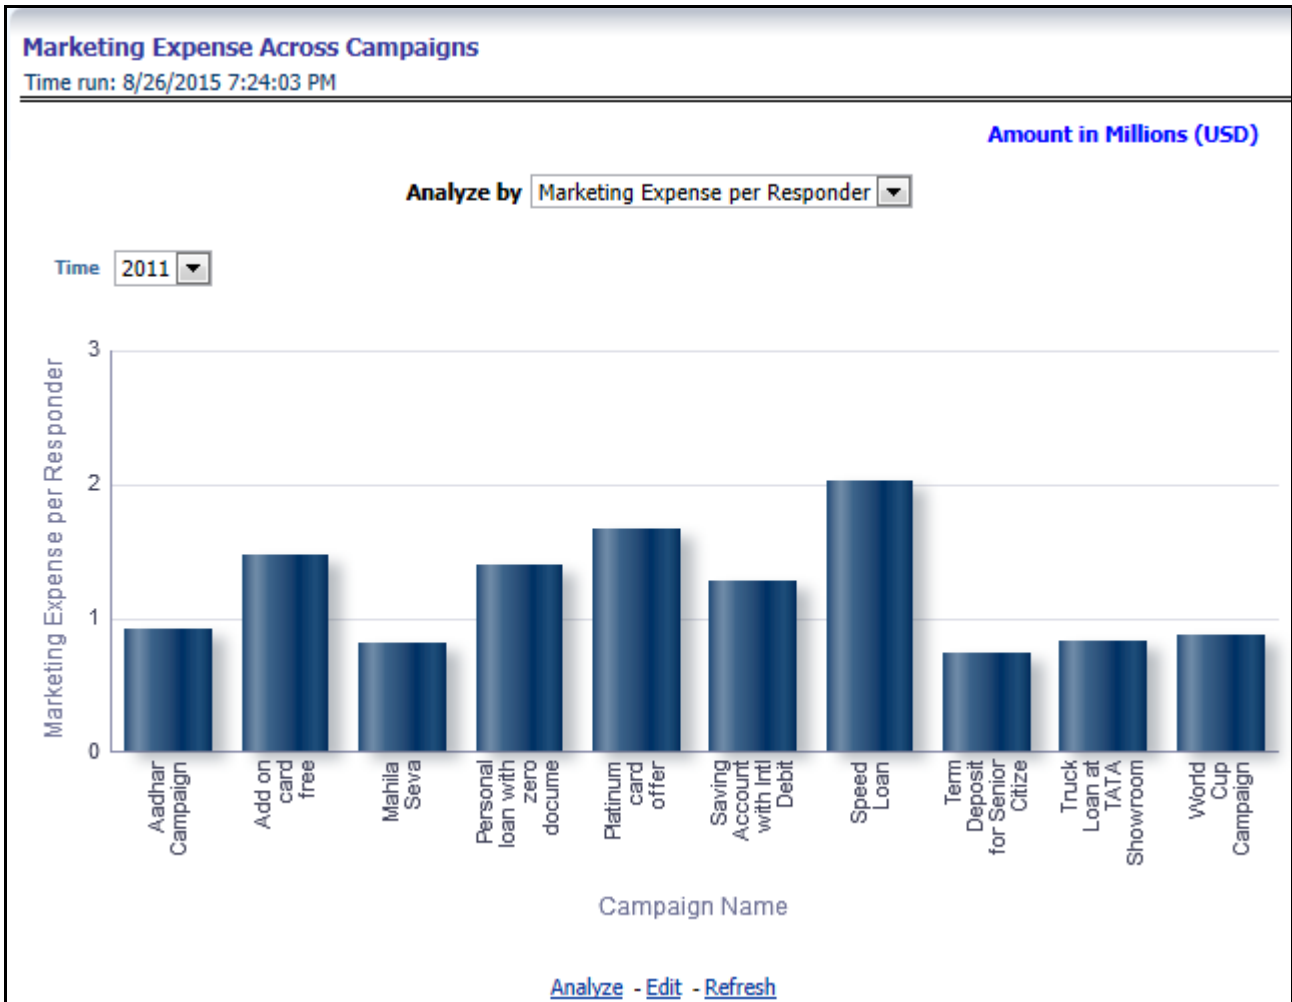 Marketing Expense Across Campaigns
Time run: 8/26/2015 7:24:03 PM
Amount in Millions (USD)
Analyze by Marketing Expense per Responder
Time 2011
Marketing Expense per Responder
3
2
1
0
Aadhar
Campaign
Add on
card
free
Mahila
Seva
Personal
loan with
zero
docume
Platinum
card
offer
Saving
Account
with Intl
Debit
Speed
Loan
Term
Deposit
for Senior
Citize
Truck
Loan at
TATA
Showroom
World
Cup
Campaign
Campaign Name
Analyze - Edit - Refresh